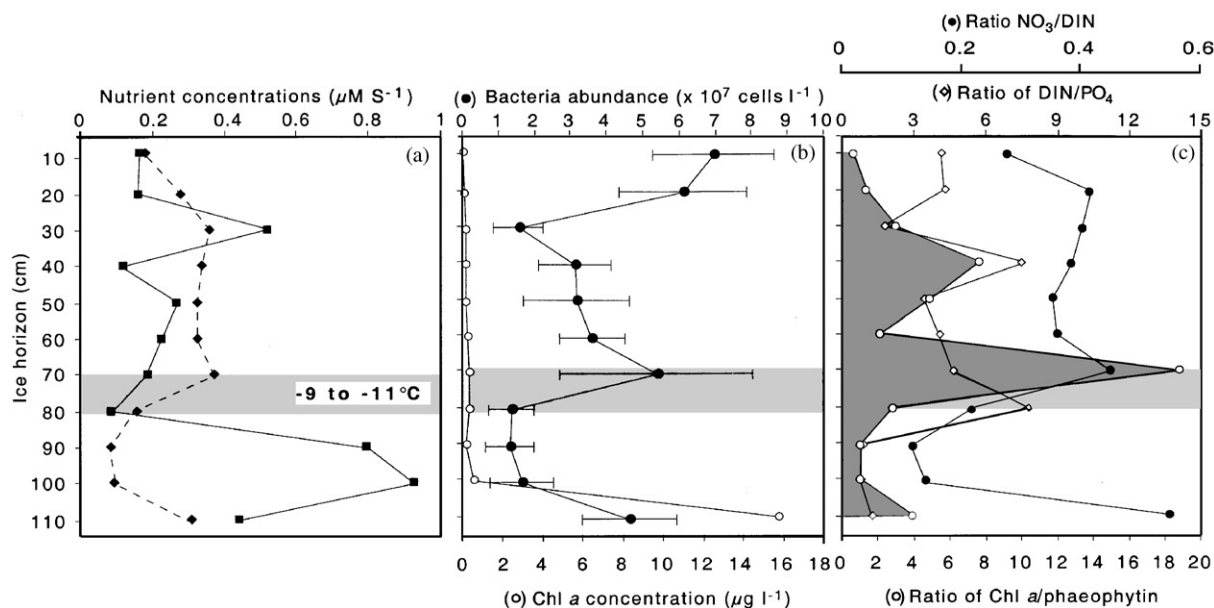 (●) Ratio NO₃/DIN
0 0.2 0.4 0.6
Nutrient concentrations (μM S⁻¹)
(●) Bacteria abundance (x 10⁷ cells l⁻¹)
(◇) Ratio of DIN/PO₄
0 0.2 0.4 0.6 0.8 1
0 1 2 3 4 5 6 7 8 9 10
0 3 6 9 12 15
(a)
(b)
(c)
Ice horizon (cm)
10
20
30
40
50
60
70
80
90
100
110
-9 to -11°C
0 2 4 6 8 10 12 14 16 18
2 4 6 8 10 12 14 16 18 20
(○) Chl a concentration (μg l⁻¹)
(○) Ratio of Chl a/phaeophytin